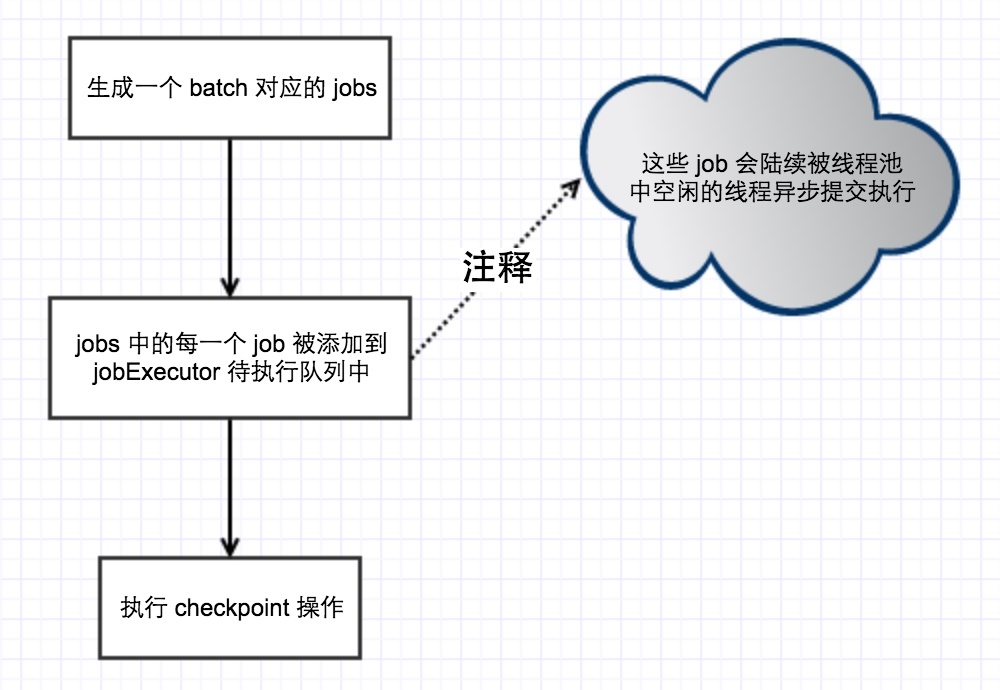 生成一个 batch 对应的 jobs
这些 job 会陆续被线程池
中空闲的线程异步提交执行
注释
jobs 中的每一个 job 被添加到
jobExecutor 待执行队列中
执行 checkpoint 操作